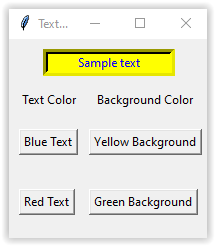 Text...
Sample text
Text Color Background Color
Blue Text Yellow Background
Red Text Green Background